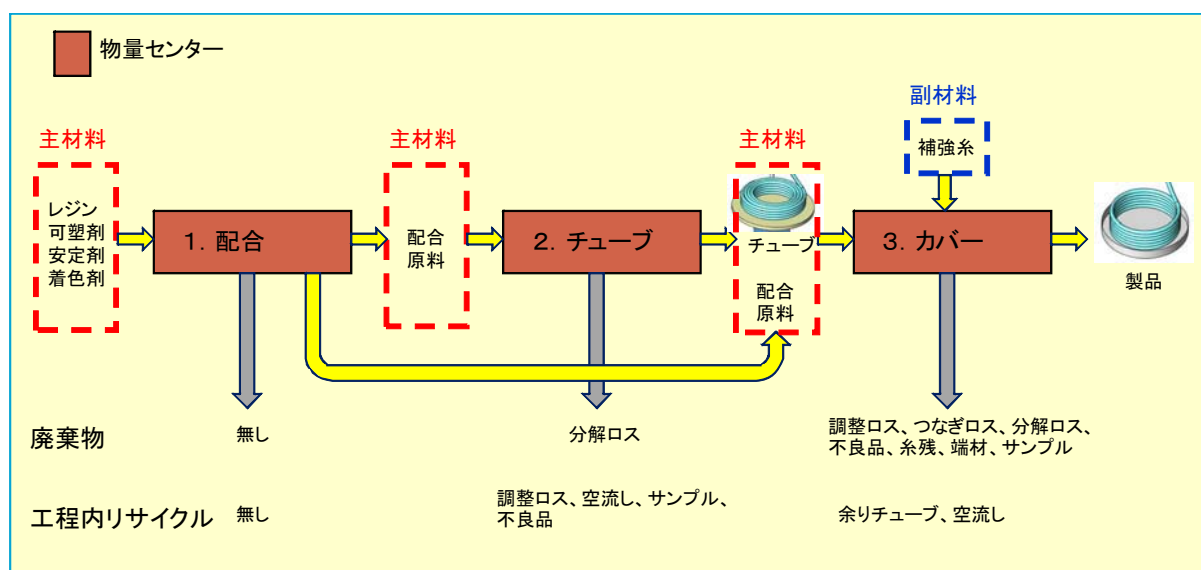 物量センター
副材料
主材料
主材料
主材料
補強糸
レジン
可塑剤
安定剤
着色剤
1．配合
配合
原料
2．チューブ
チューブ
配合
原料
3．カバー
製品
廃棄物
無し
分解ロス
調整ロス、つなぎロス、分解ロス、
不良品、糸残、端材、サンプル
工程内リサイクル
無し
調整ロス、空流し、サンプル、
不良品
余りチューブ、空流し